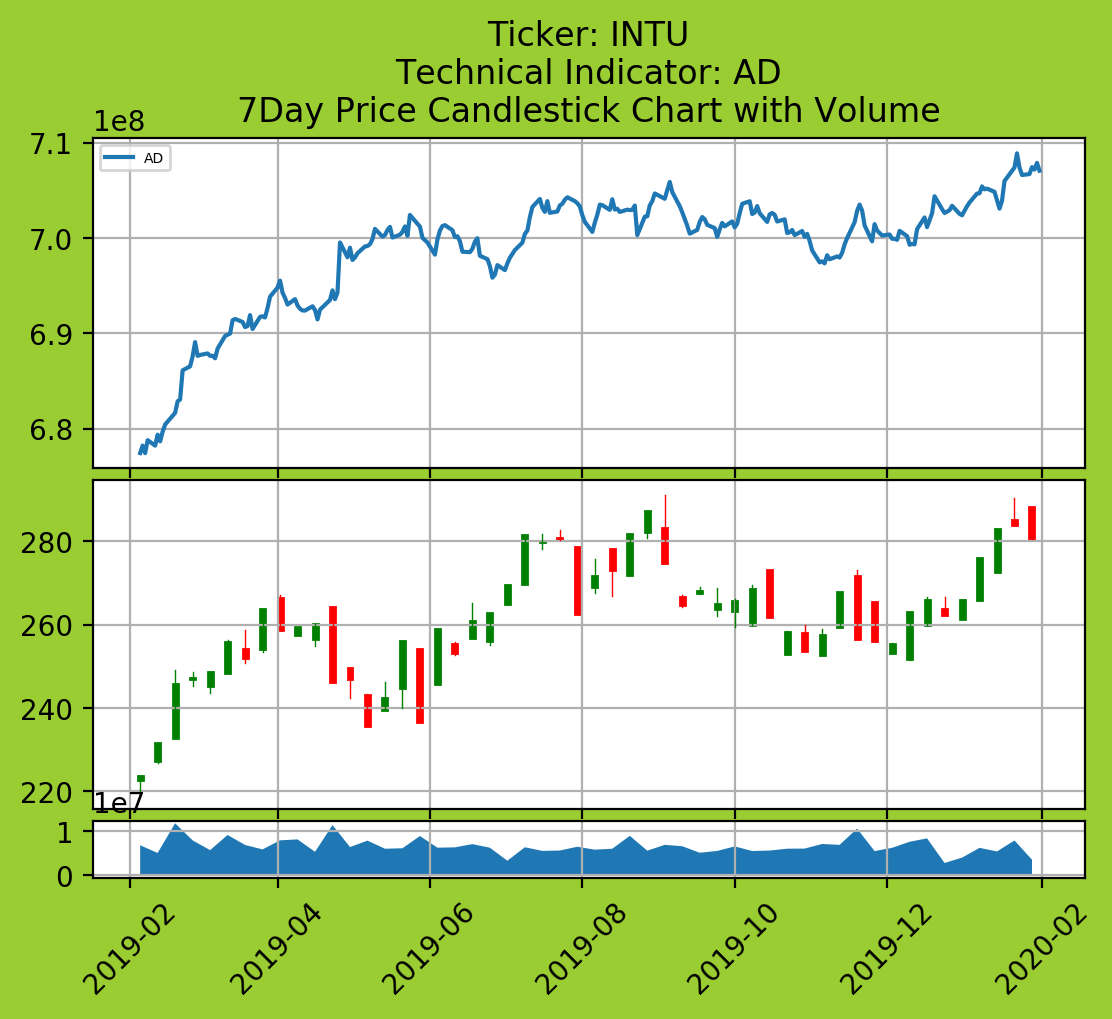 Ticker: INTU
Technical Indicator: AD
7Day Price Candlestick Chart with Volume
1e8
7.1
AD
7.0
6.9
6.8
280
260
240
220
1e7
1
0
2019-02
2019-04
2019-06
2019-08
2019-10
2019-12
2020-02